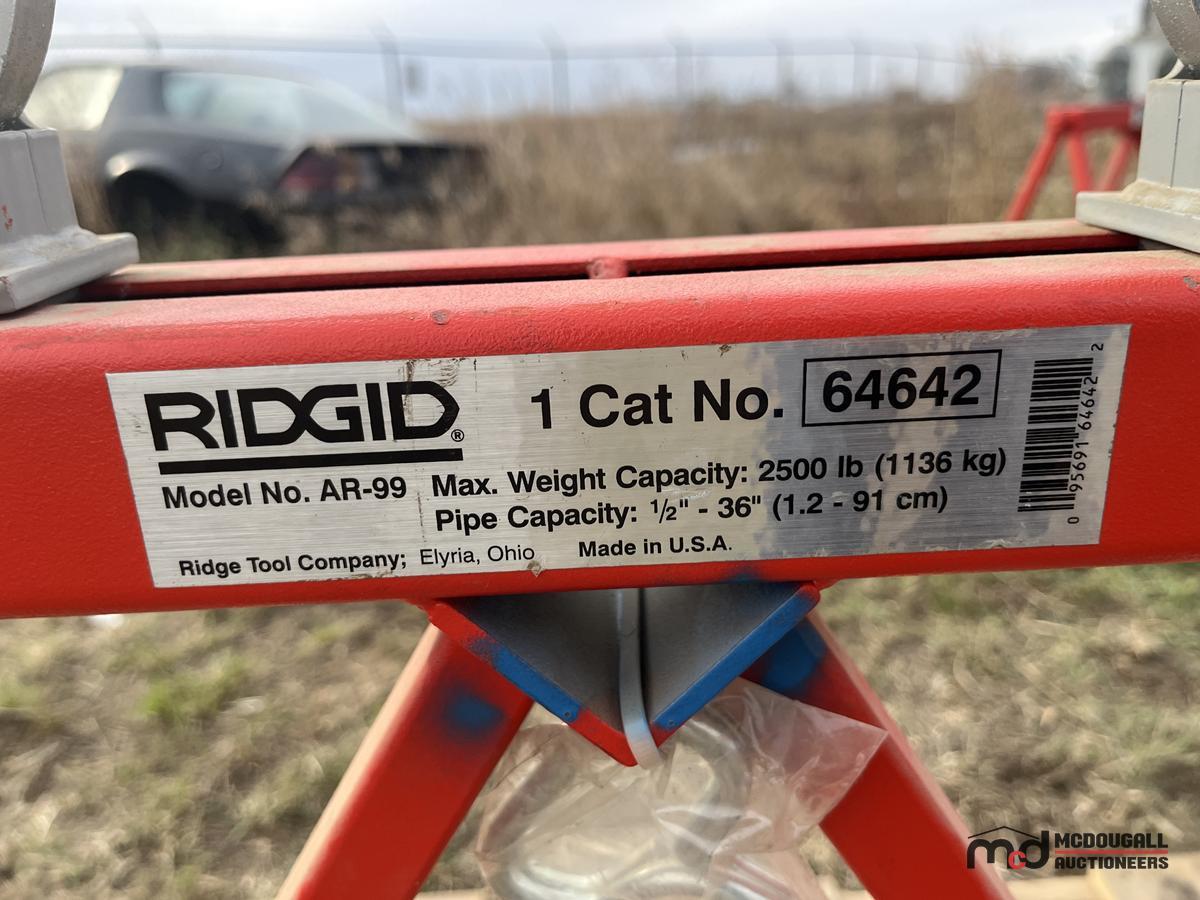 RIDGID®
1 Cat No. 64642
Model No. AR-99
Max. Weight Capacity: 2500 lb (1136 kg)
Pipe Capacity: 1/2" - 36" (1.2 - 91 cm)
Ridge Tool Company; Elyria, Ohio
Made in U.S.A.
0 95691 64642 2
mcd MCDOUGALL
AUCTIONEERS